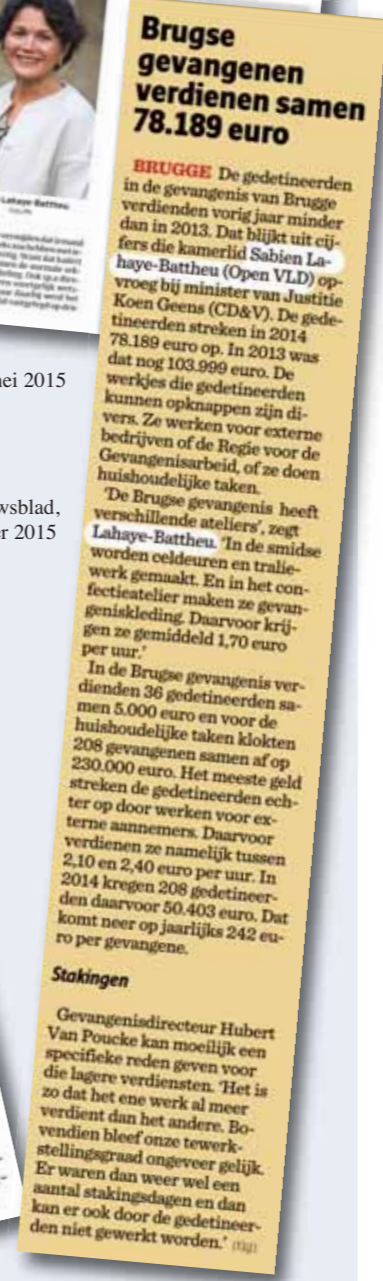 Lahaye-Battheu
mei 2015
wsblad,
r 2015
Brugse
gevangenen
verdienen samen
78.189 euro
BRUGGE De gedetineerden
in de gevangenis van Brugge
verdienden vorig jaar minder
dan in 2013. Dat blijkt uit cij-
fers die kamerlid Sabien La-
haye-Battheu (Open VLD) op-
vroeg bij minister van Justitie
Koen Geens (CD&V). De gede-
tineerden streken in 2014
78.189 euro op. In 2013 was
dat nog 103.999 euro. De
werkjes die gedetineerden
kunnen opknappen zijn di-
vers. Ze werken voor externe
bedrijven of de Regie voor de
Gevangenisarbeid, of ze doen
huishoudelijke taken.
'De Brugse gevangenis heeft
verschillende ateliers', zegt
Lahaye-Battheu. 'In de smidse
worden celdeuren en tralie-
werk gemaakt. En in het con-
fectieatelier maken ze gevan-
geniskleding. Daarvoor krij-
gen ze gemiddeld 1,70 euro
per uur.'
In de Brugse gevangenis ver-
dienden 36 gedetineerden sa-
men 5.000 euro en voor de
huishoudelijke taken klokten
208 gevangenen samen af op
230.000 euro. Het meeste geld
streken de gedetineerden ech-
ter op door werken voor ex-
terne aannemers. Daarvoor
verdienen ze namelijk tussen
2,10 en 2,40 euro per uur. In
2014 kregen 208 gedetineer-
den daarvoor 50.403 euro. Dat
komt neer op jaarlijks 242 eu-
ro per gevangene.
Stakingen
Gevangenisdirecteur Hubert
Van Poucke kan moeilijk een
specifieke reden geven voor
die lagere verdiensten. 'Het is
zo dat het ene werk al meer
verdient dan het andere. Bo-
vendien bleef onze tewerk-
stellingsgraad ongeveer gelijk.
Er waren dan weer wel een
aantal stakingsdagen en dan
kan er ook door de gedetineer-
den niet gewerkt worden.'